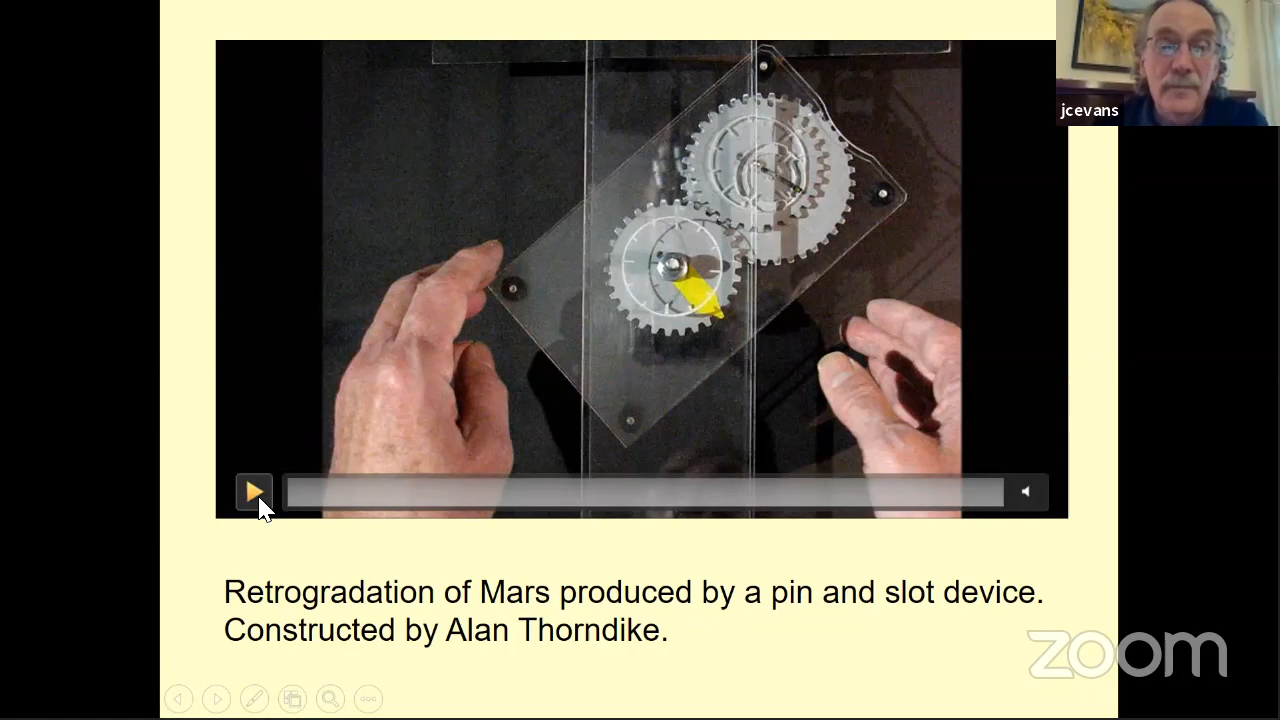 jcevans
Retrogradation of Mars produced by a pin and slot device.
Constructed by Alan Thorndike.
zoom